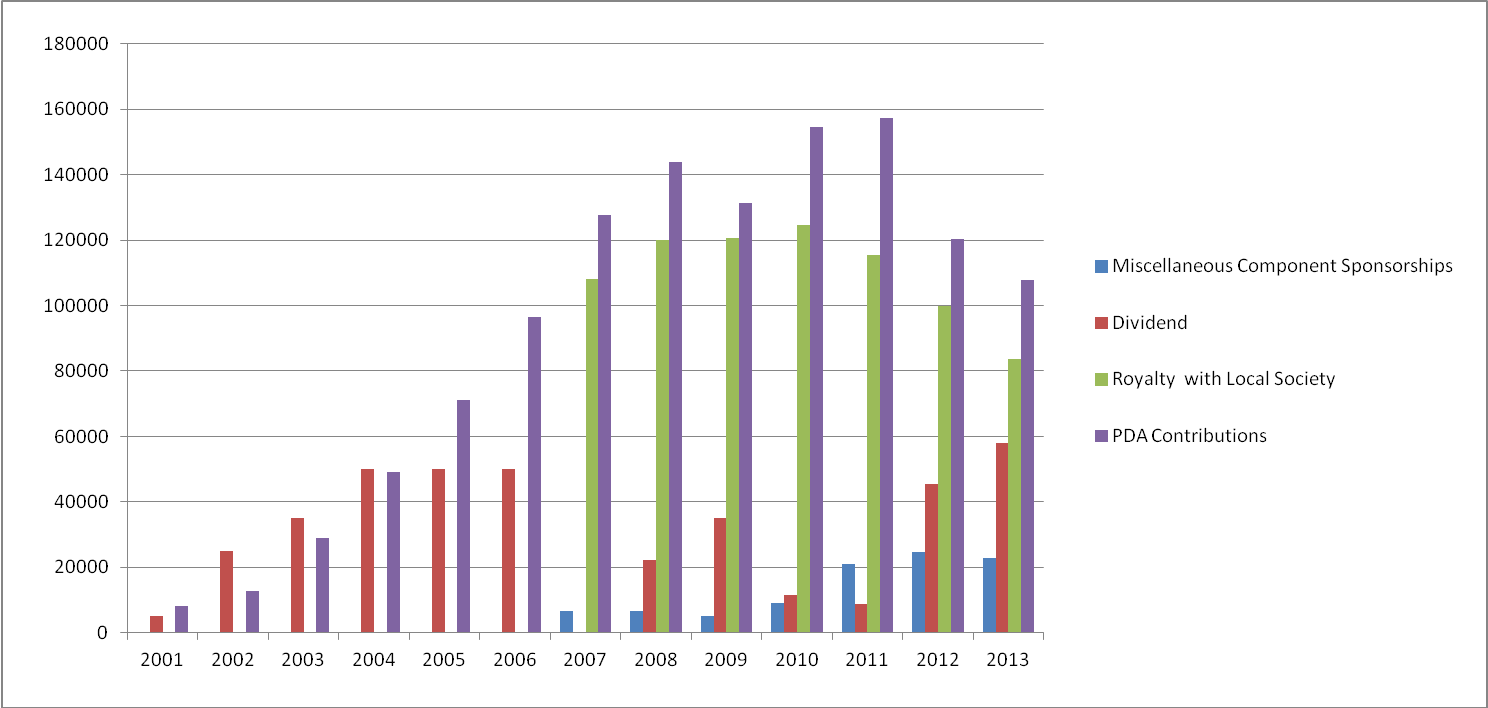 180000
160000
140000
120000
100000
80000
60000
40000
20000
0
2001 2002 2003 2004 2005 2006 2007 2008 2009 2010 2011 2012 2013
Miscellaneous Component Sponsorships
Dividend
Royalty  with Local Society
PDA Contributions